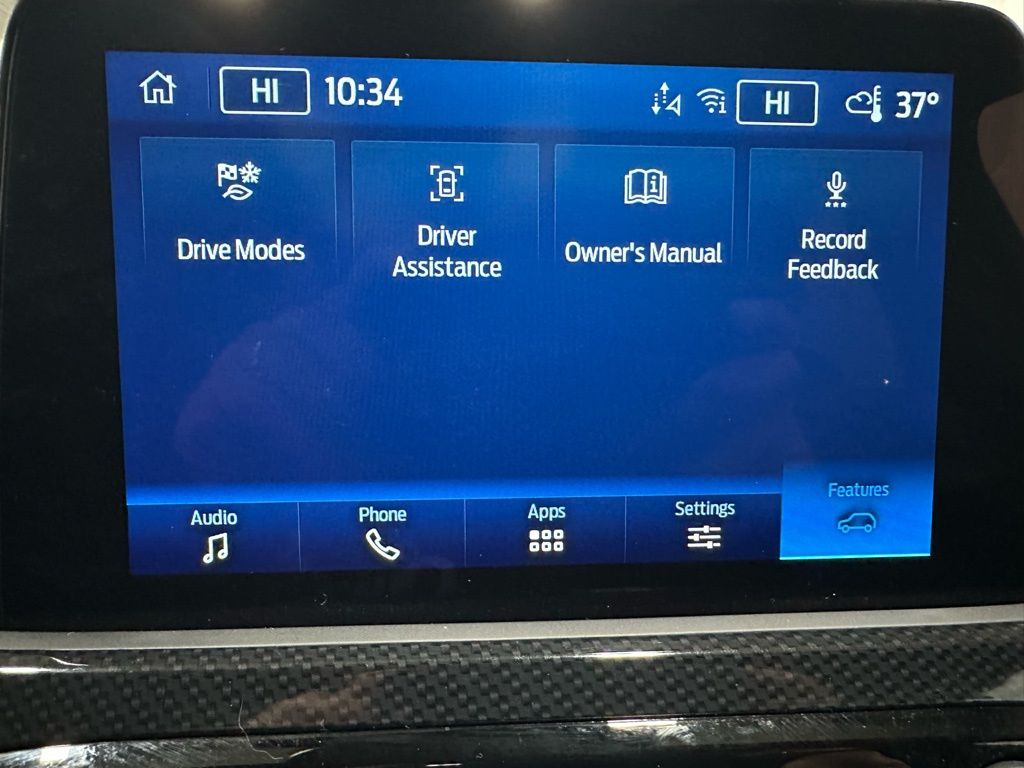 HI 10:34 HI 37°
Drive Modes
Driver
Assistance
Owner's Manual
Record
Feedback
Audio
Phone
Apps
Settings
Features